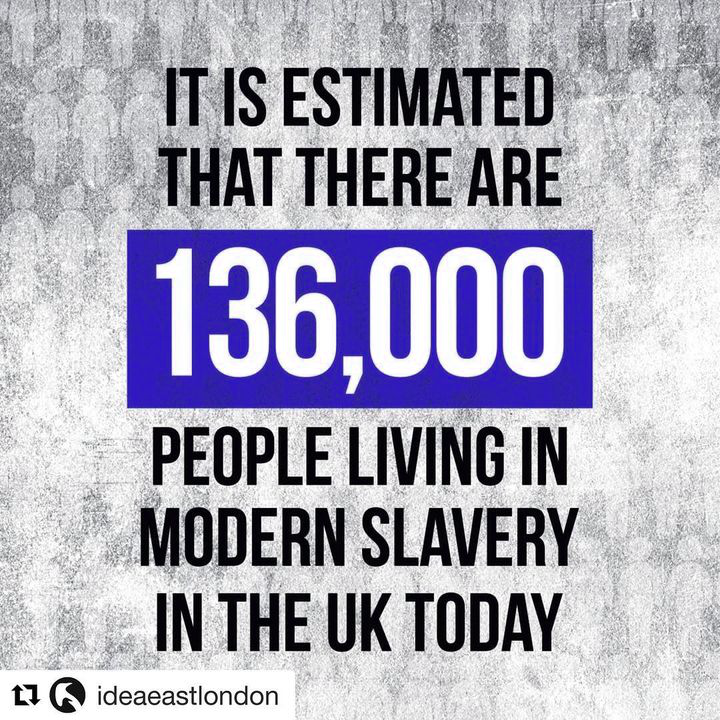 IT IS ESTIMATED
THAT THERE ARE
136,000
PEOPLE LIVING IN
MODERN SLAVERY
IN THE UK TODAY
ideaeastlondon